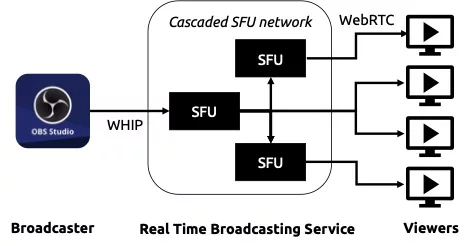 Cascaded SFU network
WebRTC
SFU
OBS Studio
WHIP
SFU
SFU
Broadcaster
Real Time Broadcasting Service
Viewers